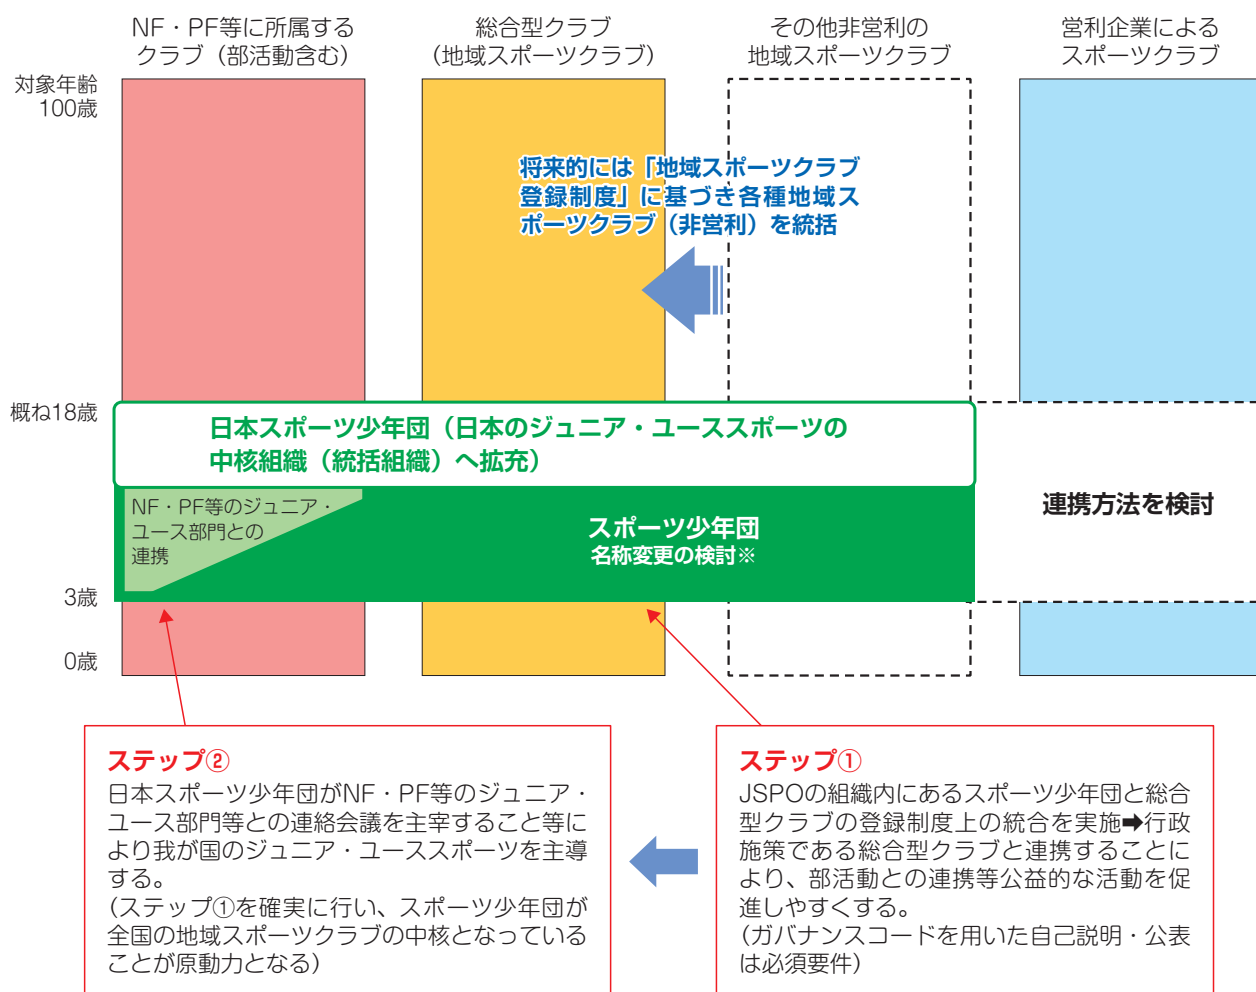 NF・PF等に所属する
クラブ（部活動含む）
総合型クラブ
（地域スポーツクラブ）
その他非営利の
地域スポーツクラブ
営利企業による
スポーツクラブ
対象年齢
100歳
将来的には「地域スポーツクラブ
登録制度」に基づき各種地域ス
ポーツクラブ（非営利）を統括
概ね18歳
日本スポーツ少年団（日本のジュニア・ユーススポーツの
中核組織（統括組織）へ拡充）
NF・PF等のジュニア・
ユース部門との
連携
スポーツ少年団
名称変更の検討※
連携方法を検討
3歳
0歳
ステップ②
日本スポーツ少年団がNF・PF等のジュニア・
ユース部門等との連絡会議を主宰すること等に
より我が国のジュニア・ユーススポーツを主導
する。
（ステップ①を確実に行い、スポーツ少年団が
全国の地域スポーツクラブの中核となっている
ことが原動力となる）
ステップ①
JSPOの組織内にあるスポーツ少年団と総合
型クラブの登録制度上の統合を実施➡行政
施策である総合型クラブと連携することに
より、部活動との連携等公益的な活動を促
進しやすくする。
（ガバナンスコードを用いた自己説明・公表
は必須要件）